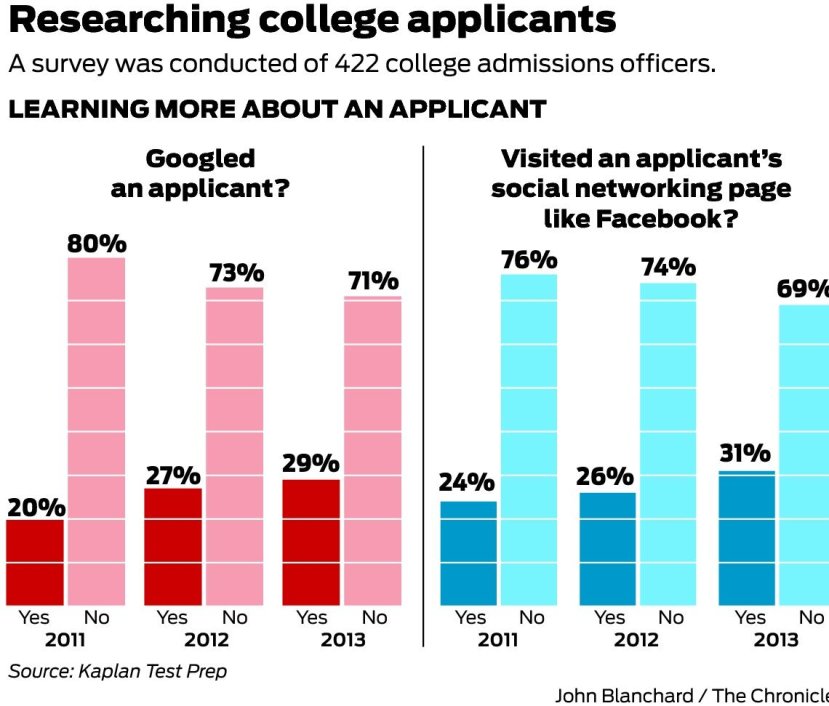 Researching college applicants
A survey was conducted of 422 college admissions officers.
LEARNING MORE ABOUT AN APPLICANT
Googled
an applicant?
80%
73%
71%
20%
27%
29%
Yes No Yes No Yes No
2011 2012 2013
Visited an applicant's
social networking page
like Facebook?
76%
74%
69%
24%
26%
31%
Yes No Yes No Yes No
2011 2012 2013
Source: Kaplan Test Prep
John Blanchard / The Chronicle